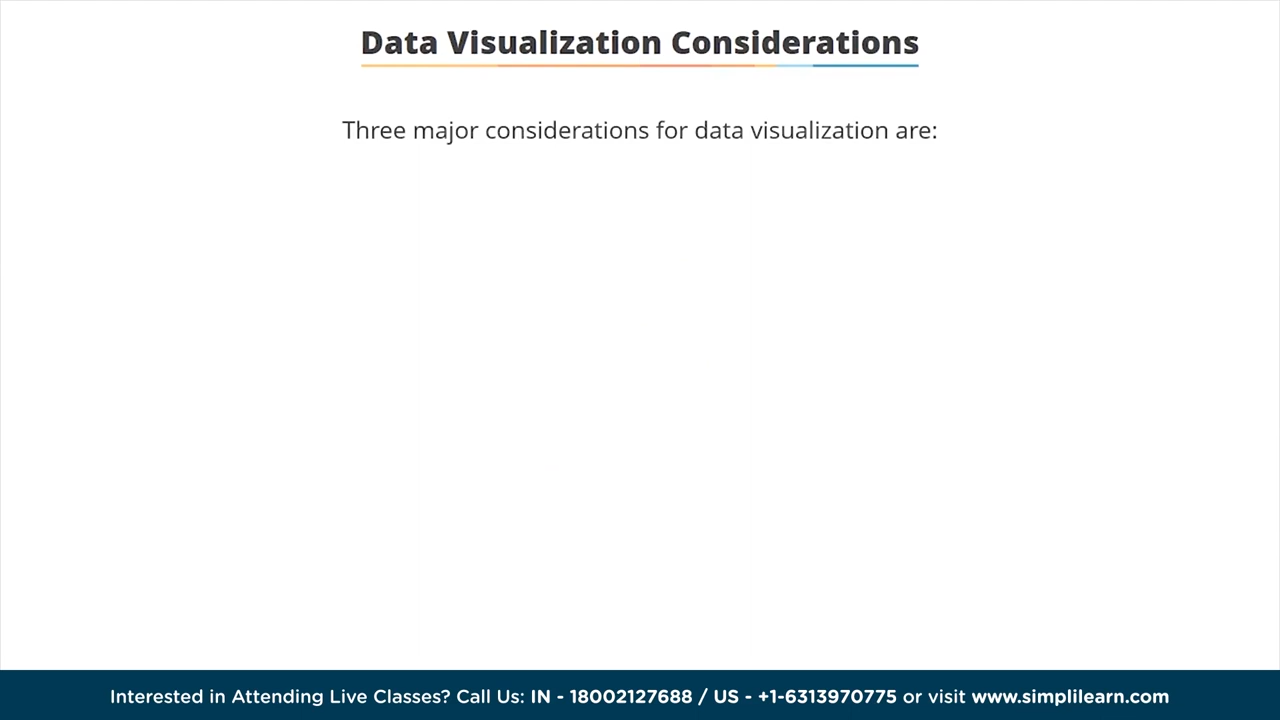 Data Visualization Considerations
Three major considerations for data visualization are:
Interested in Attending Live Classes? Call Us: IN - 18002127688 / US - +1-6313970775 or visit www.simplilearn.com